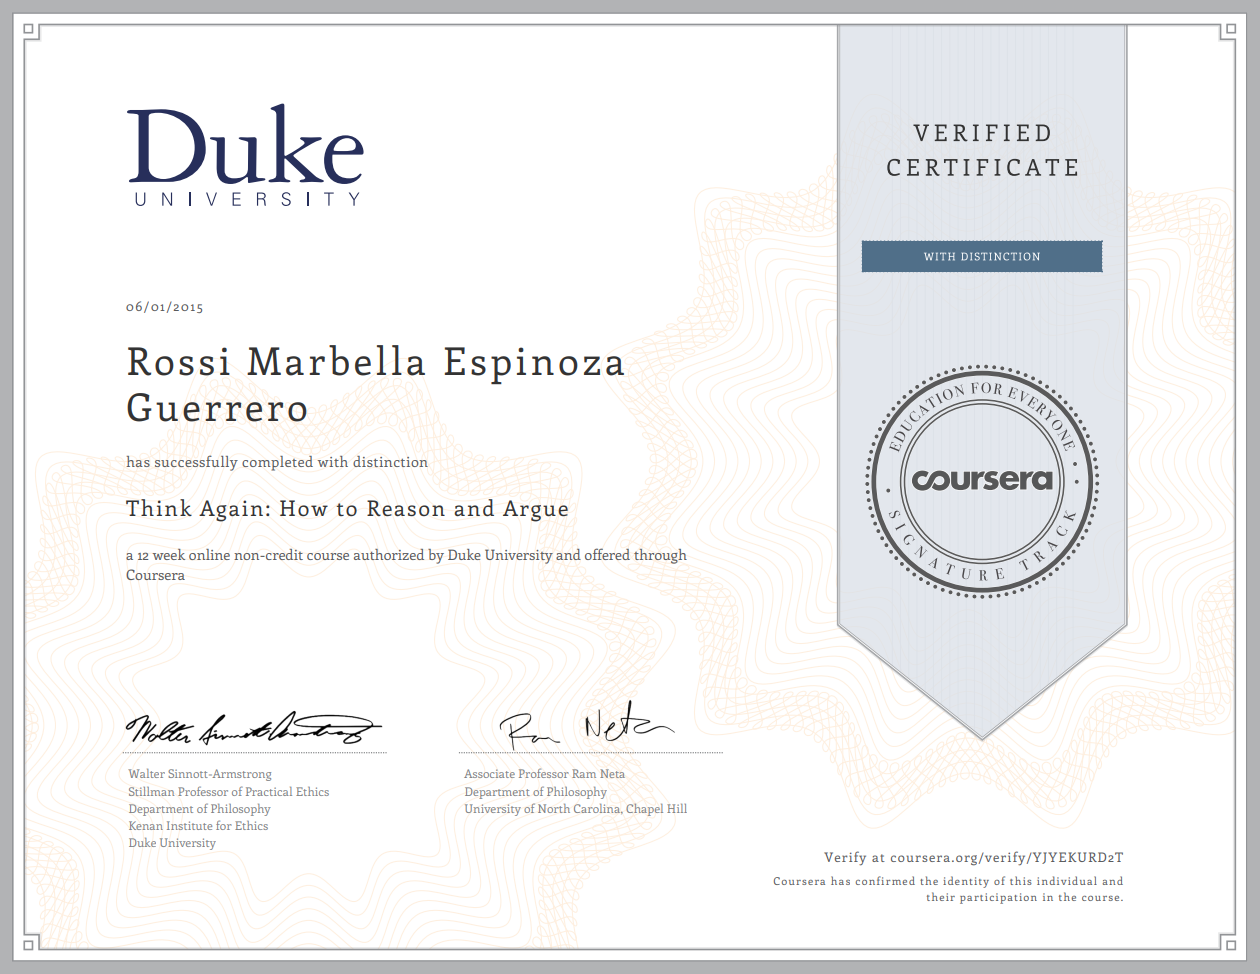 Duke
UNIVERSITY
06/01/2015
Rossi Marbella Espinoza
Guerrero
has successfully completed with distinction
Think Again: How to Reason and Argue
a 12 week online non-credit course authorized by Duke University and offered through
Coursera
VERIFIED
CERTIFICATE
WITH DISTINCTION
EDUCATION FOR EVERYONE
coursera
SIGNATURE TRACK
Walter Sinnott-Armstrong
Ram Neta
Walter Sinnott-Armstrong
Stillman Professor of Practical Ethics
Department of Philosophy
Kenan Institute for Ethics
Duke University
Associate Professor Ram Neta
Department of Philosophy
University of North Carolina, Chapel Hill
Verify at coursera.org/verify/YJYEKURD2T
Coursera has confirmed the identity of this individual and
their participation in the course.